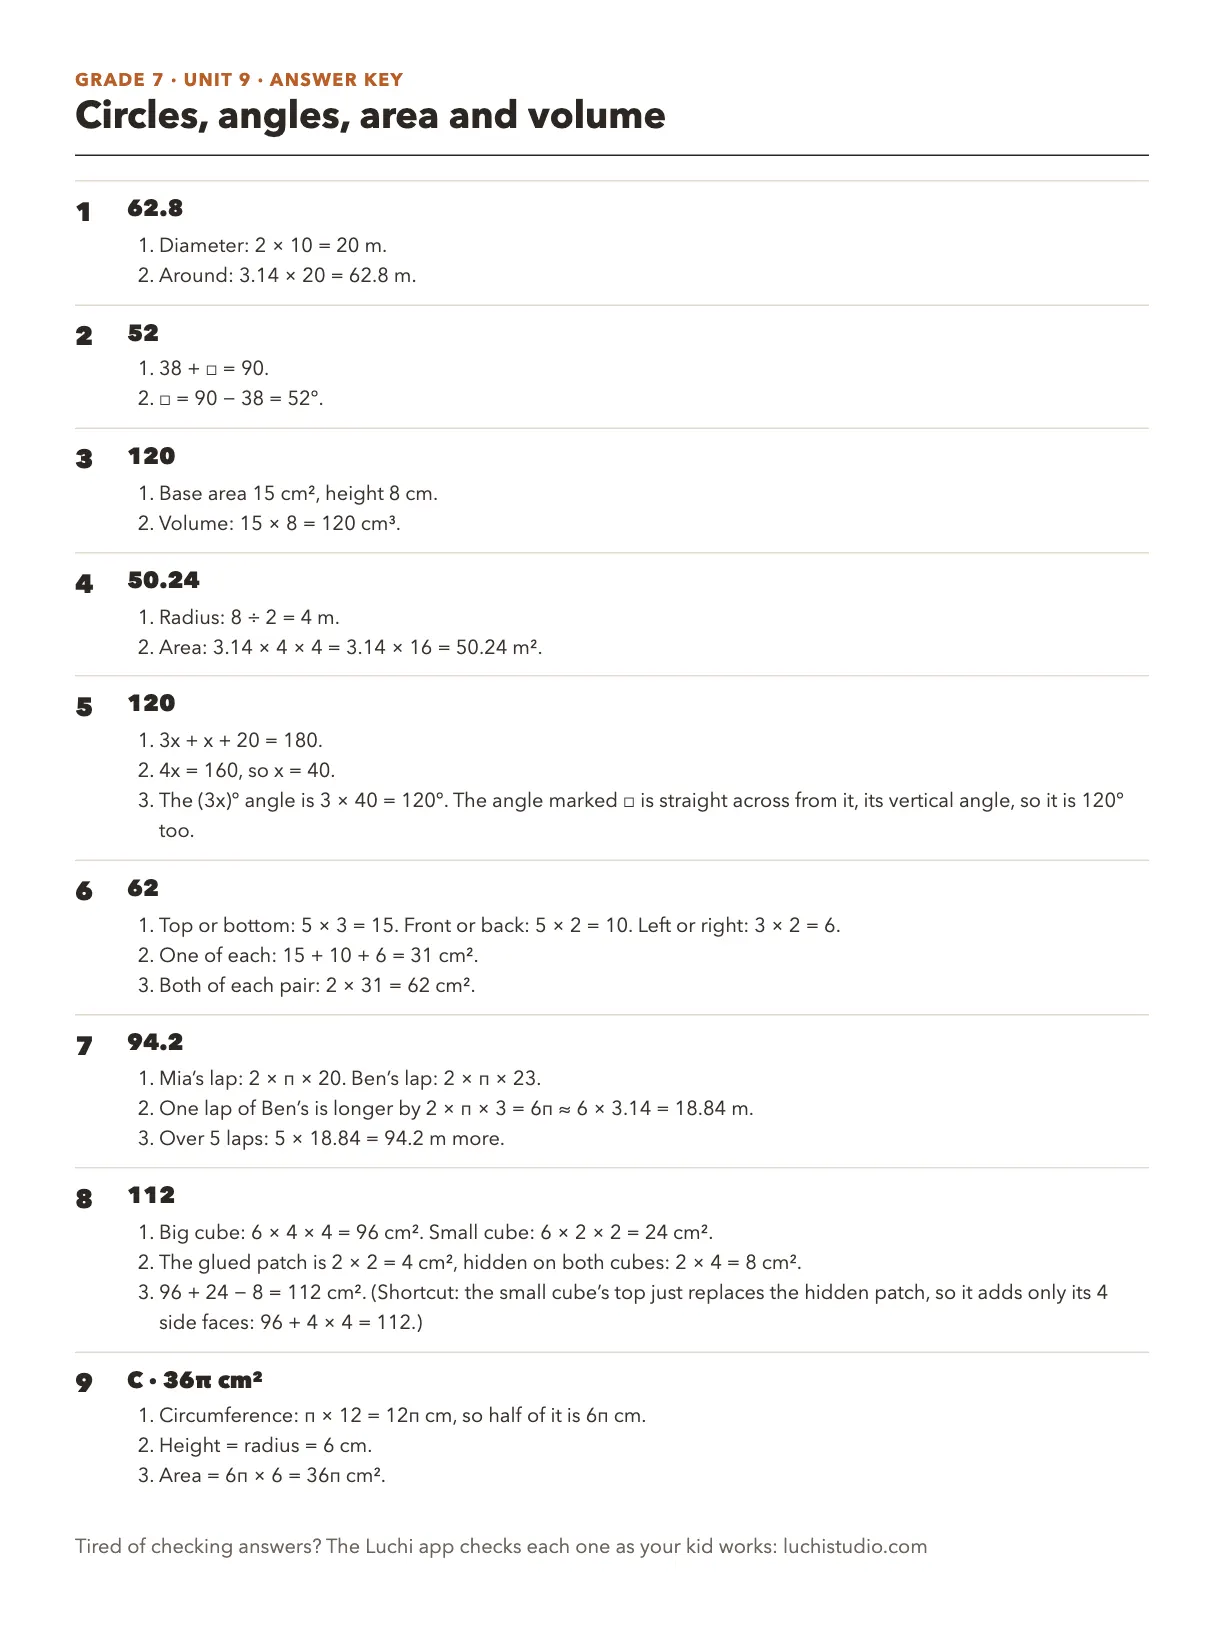 GRADE 7 · UNIT 9 · ANSWER KEY
Circles, angles, area and volume
1 62.8
1. Diameter: 2 × 10 = 20 m.
2. Around: 3.14 × 20 = 62.8 m.
2 52
1. 38 + □ = 90.
2. □ = 90 − 38 = 52°.
3 120
1. Base area 15 cm², height 8 cm.
2. Volume: 15 × 8 = 120 cm³.
4 50.24
1. Radius: 8 ÷ 2 = 4 m.
2. Area: 3.14 × 4 × 4 = 3.14 × 16 = 50.24 m².
5 120
1. 3x + x + 20 = 180.
2. 4x = 160, so x = 40.
3. The (3x)° angle is 3 × 40 = 120°. The angle marked □ is straight across from it, its vertical angle, so it is 120°
too.
6 62
1. Top or bottom: 5 × 3 = 15. Front or back: 5 × 2 = 10. Left or right: 3 × 2 = 6.
2. One of each: 15 + 10 + 6 = 31 cm².
3. Both of each pair: 2 × 31 = 62 cm².
7 94.2
1. Mia’s lap: 2 × π × 20. Ben’s lap: 2 × π × 23.
2. One lap of Ben’s is longer by 2 × π × 3 = 6π ≈ 6 × 3.14 = 18.84 m.
3. Over 5 laps: 5 × 18.84 = 94.2 m more.
8 112
1. Big cube: 6 × 4 × 4 = 96 cm². Small cube: 6 × 2 × 2 = 24 cm².
2. The glued patch is 2 × 2 = 4 cm², hidden on both cubes: 2 × 4 = 8 cm².
3. 96 + 24 − 8 = 112 cm². (Shortcut: the small cube’s top just replaces the hidden patch, so it adds only its 4
side faces: 96 + 4 × 4 = 112.)
9 C · 36π cm²
1. Circumference: π × 12 = 12π cm, so half of it is 6π cm.
2. Height = radius = 6 cm.
3. Area = 6π × 6 = 36π cm².
Tired of checking answers? The Luchi app checks each one as your kid works: luchistudio.com